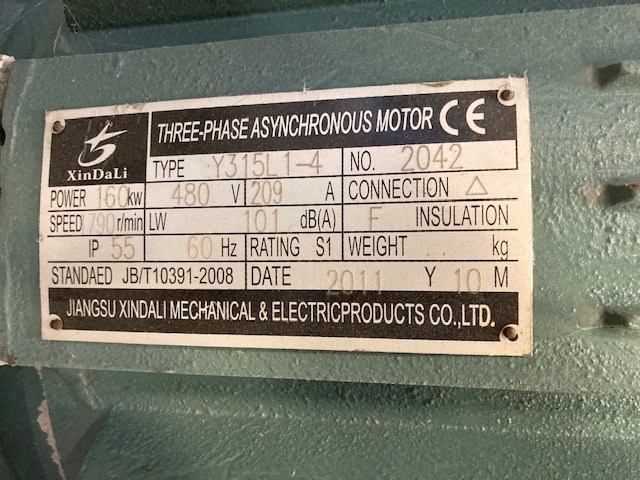 XinDaLi
THREE-PHASE ASYNCHRONOUS MOTOR CE
TYPE Y315L1-4 NO. 2042
POWER 160 kw 480 V 209 A CONNECTION △
SPEED 1790 r/min LW 101 dB(A) F INSULATION
IP 55 60 Hz RATING S1 WEIGHT kg
STANDAED JB/T10391-2008 DATE 2011 Y 10 M
JIANGSU XINDALI MECHANICAL & ELECTRICPRODUCTS CO.,LTD.